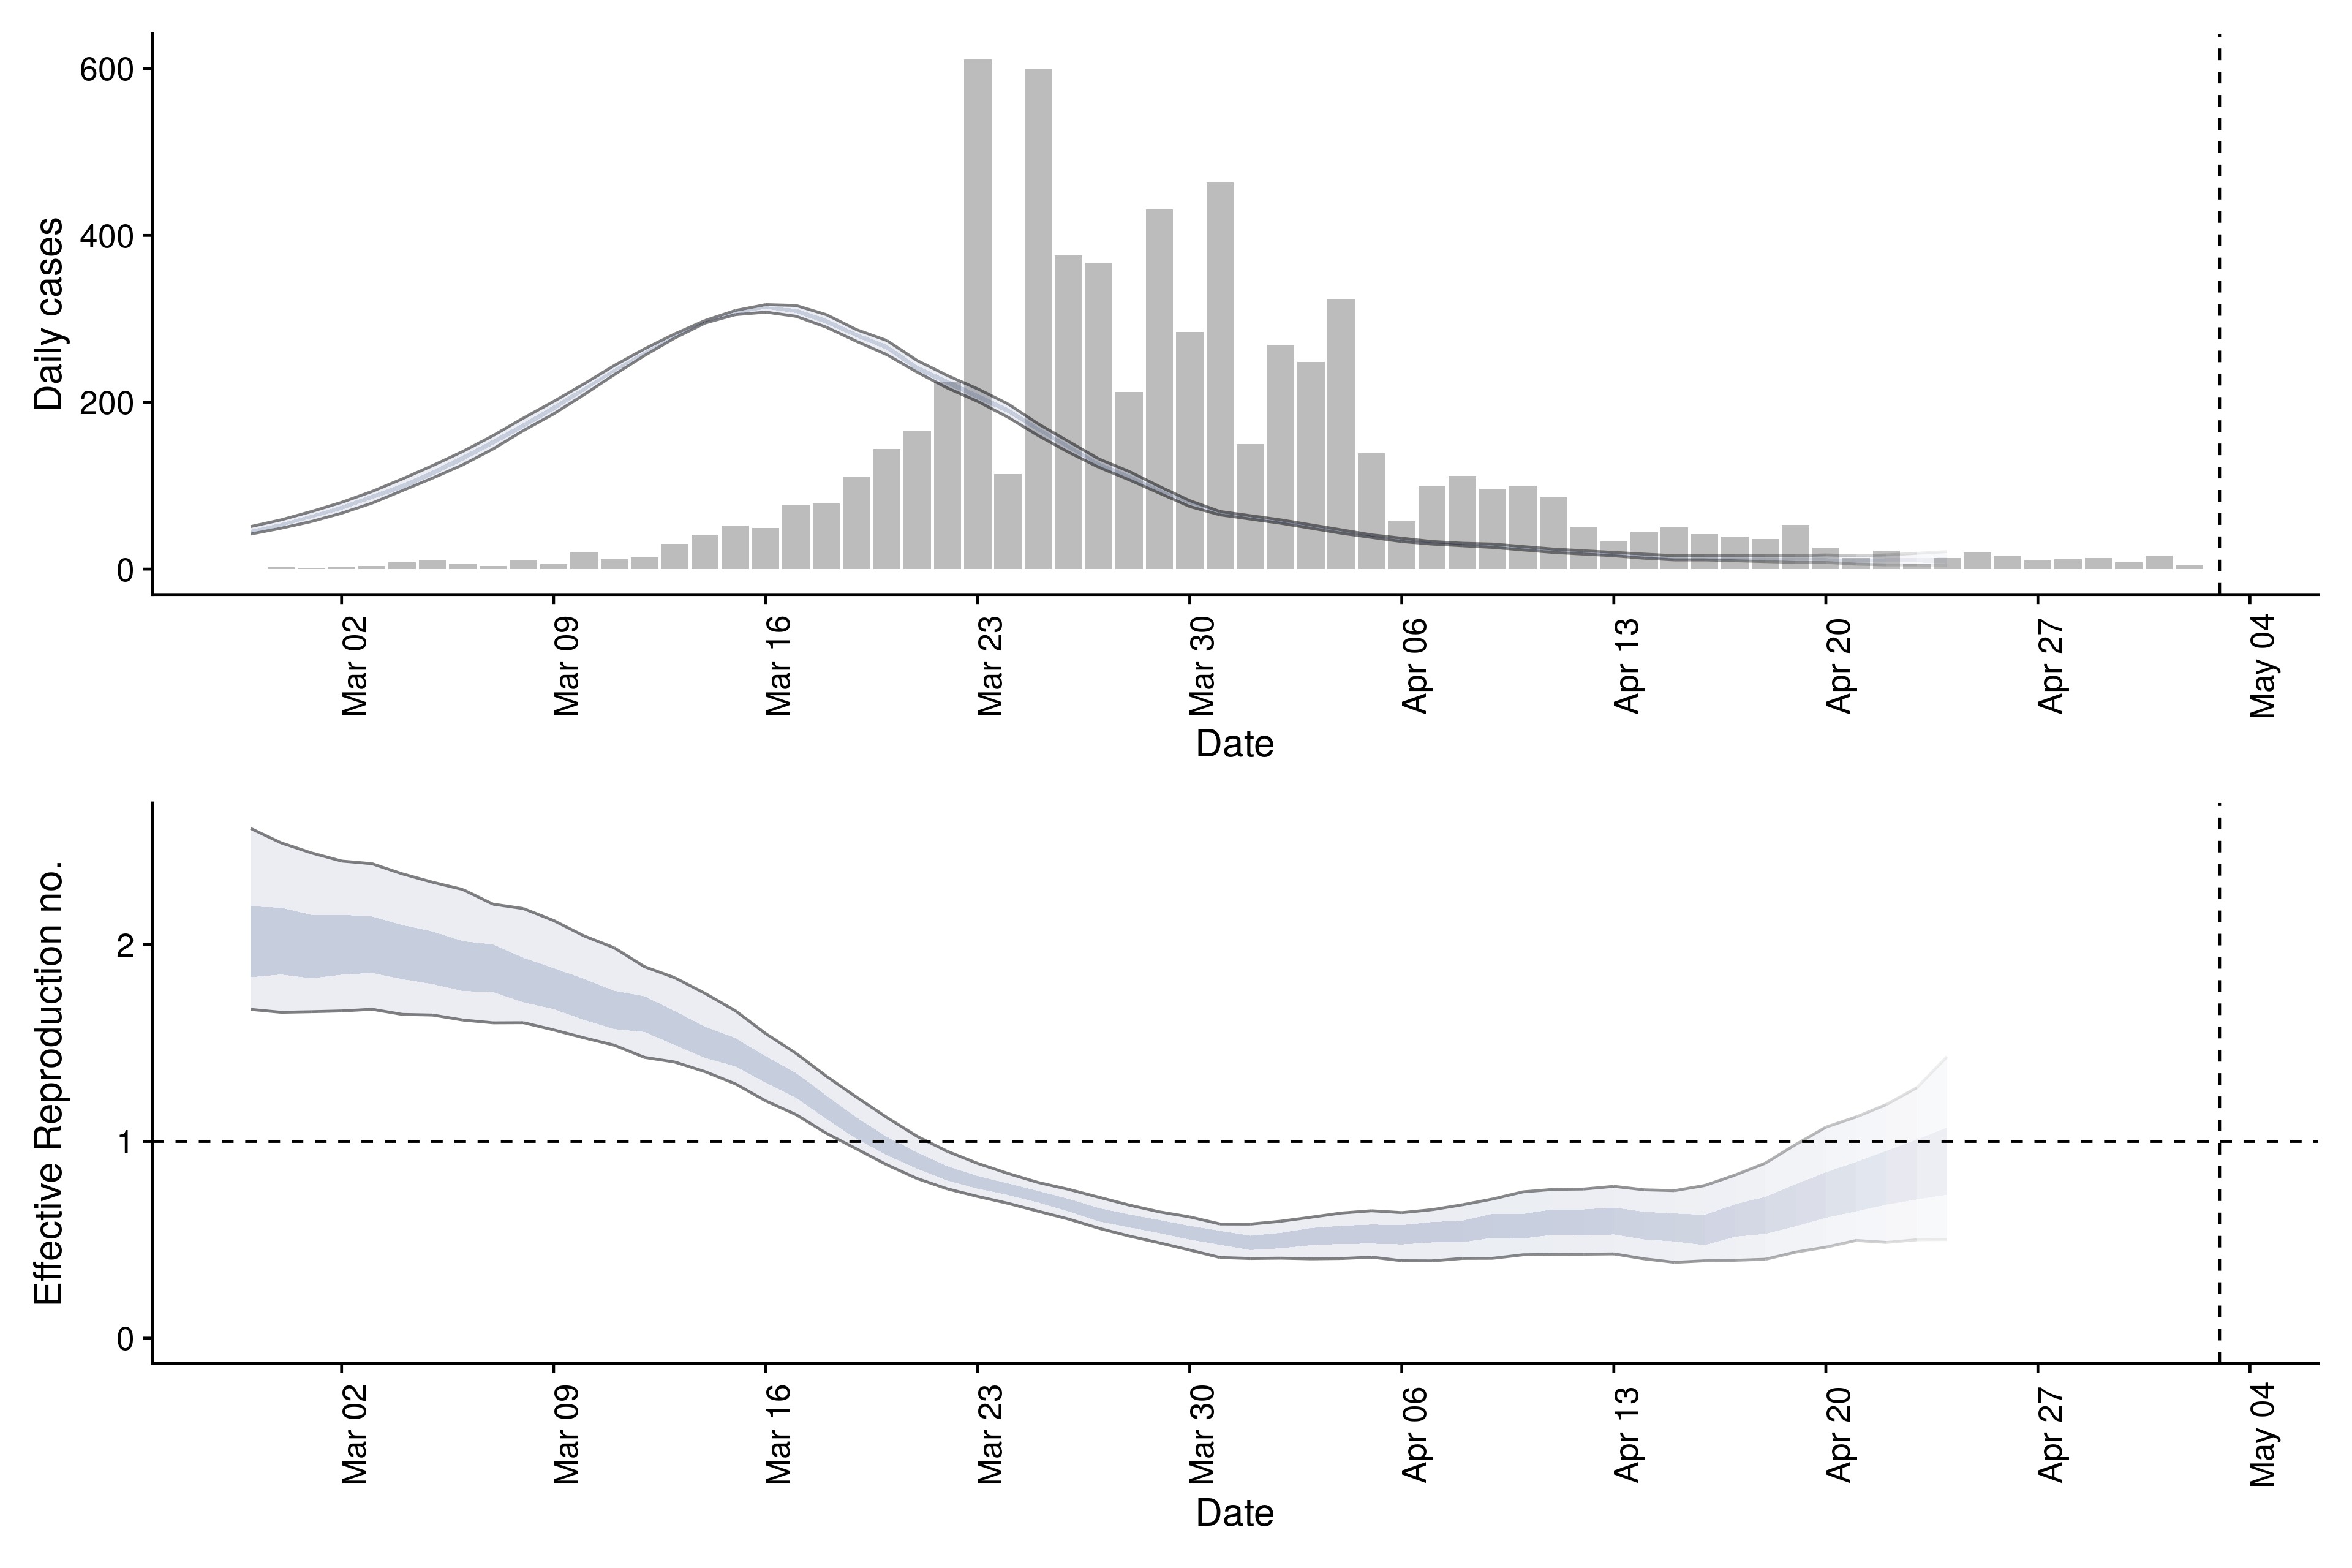 Daily cases
600
400
200
0
Mar 02
Mar 09
Mar 16
Mar 23
Mar 30
Apr 06
Apr 13
Apr 20
Apr 27
May 04
Date
Effective Reproduction no.
2
1
0
Mar 02
Mar 09
Mar 16
Mar 23
Mar 30
Apr 06
Apr 13
Apr 20
Apr 27
May 04
Date